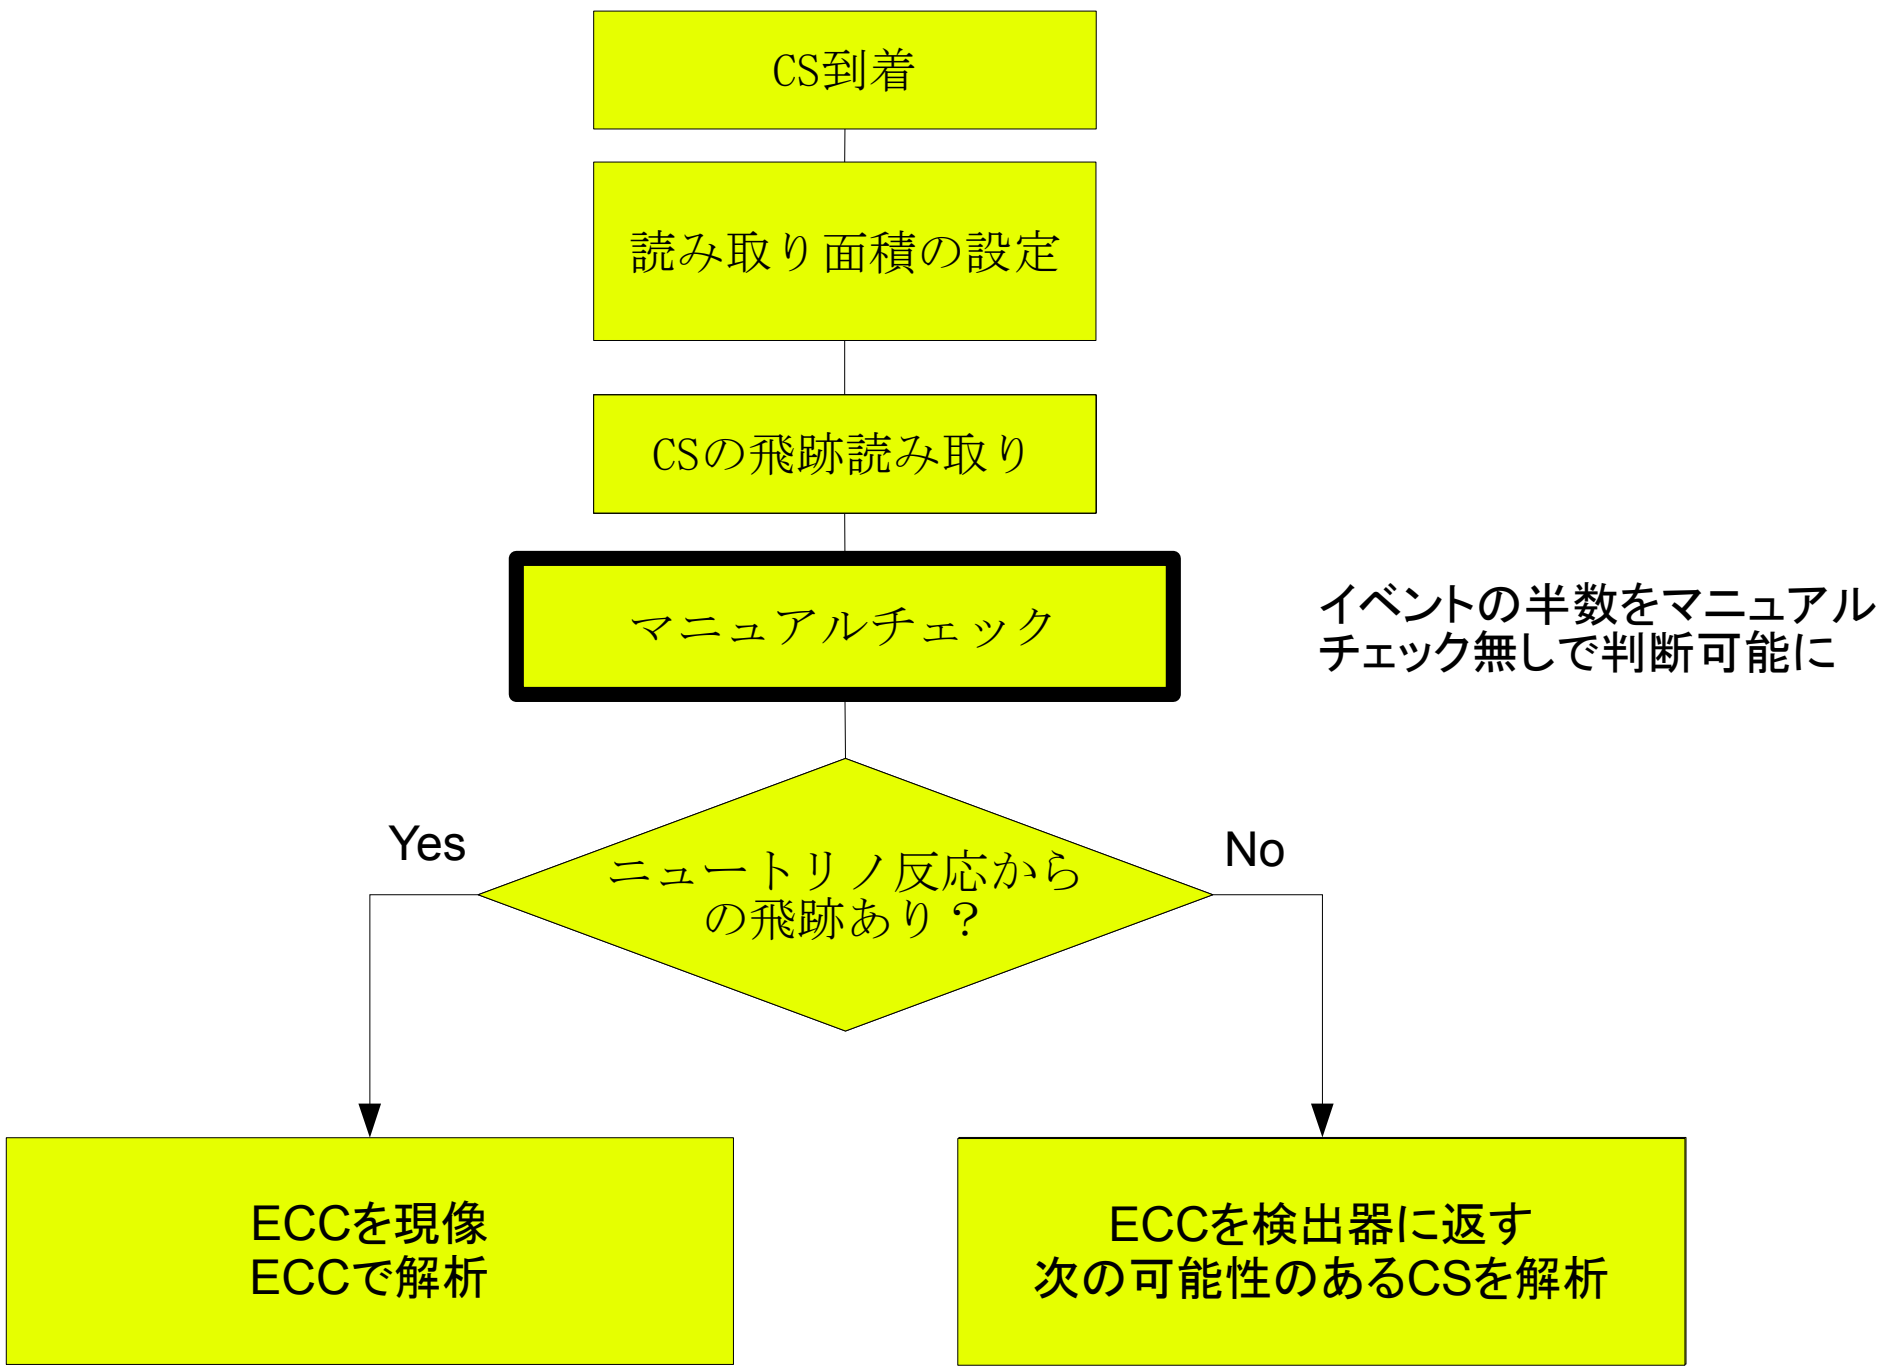 CS到着
読み取り面積の設定
CSの飛跡読み取り
マニュアルチェック
イベントの半数をマニュアル
チェック無しで判断可能に
Yes
No
ニュートリノ反応から
の飛跡あり？
ECCを現像
ECCで解析
ECCを検出器に返す
次の可能性のあるCSを解析